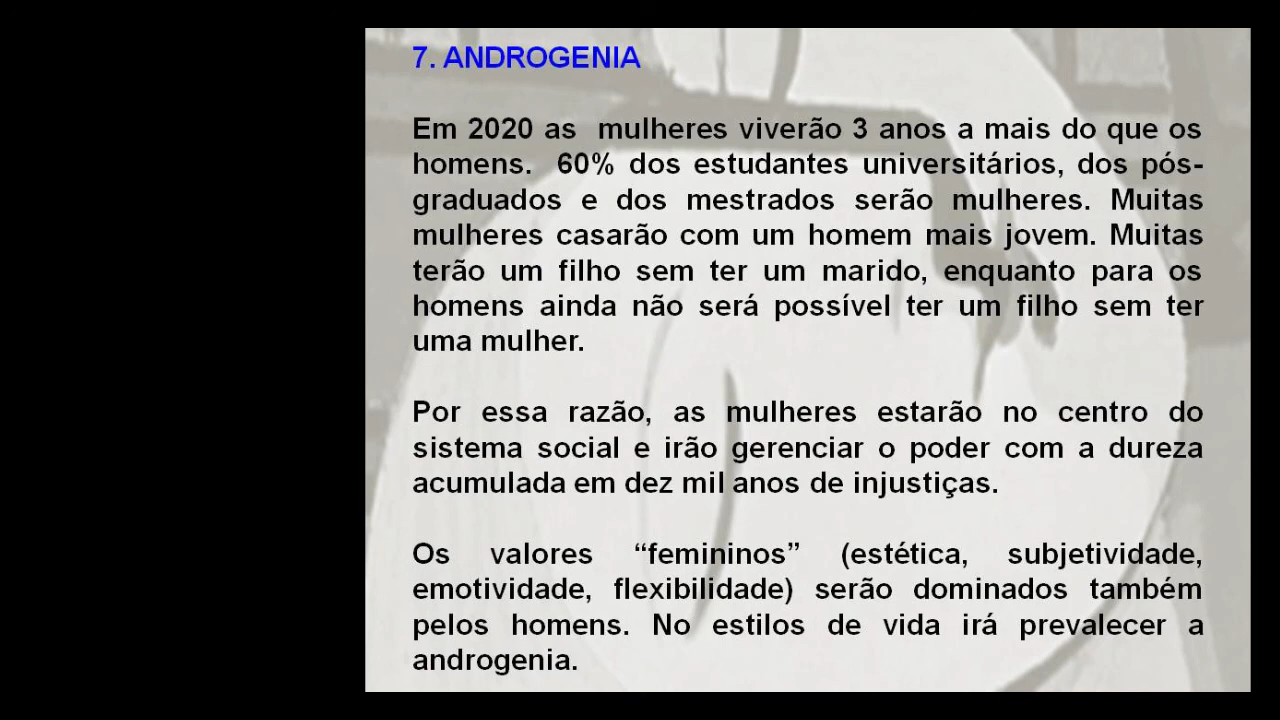 7. ANDROGENIA
Em 2020 as  mulheres viverão 3 anos a mais do que os
homens.  60% dos estudantes universitários, dos pós-
graduados e dos mestrados serão mulheres. Muitas
mulheres casarão com um homem mais jovem. Muitas
terão um filho sem ter um marido, enquanto para os
homens ainda não será possível ter um filho sem ter
uma mulher.
Por essa razão, as mulheres estarão no centro do
sistema social e irão gerenciar o poder com a dureza
acumulada em dez mil anos de injustiças.
Os valores “femininos” (estética, subjetividade,
emotividade, flexibilidade) serão dominados também
pelos homens. No estilos de vida irá prevalecer a
androgenia.